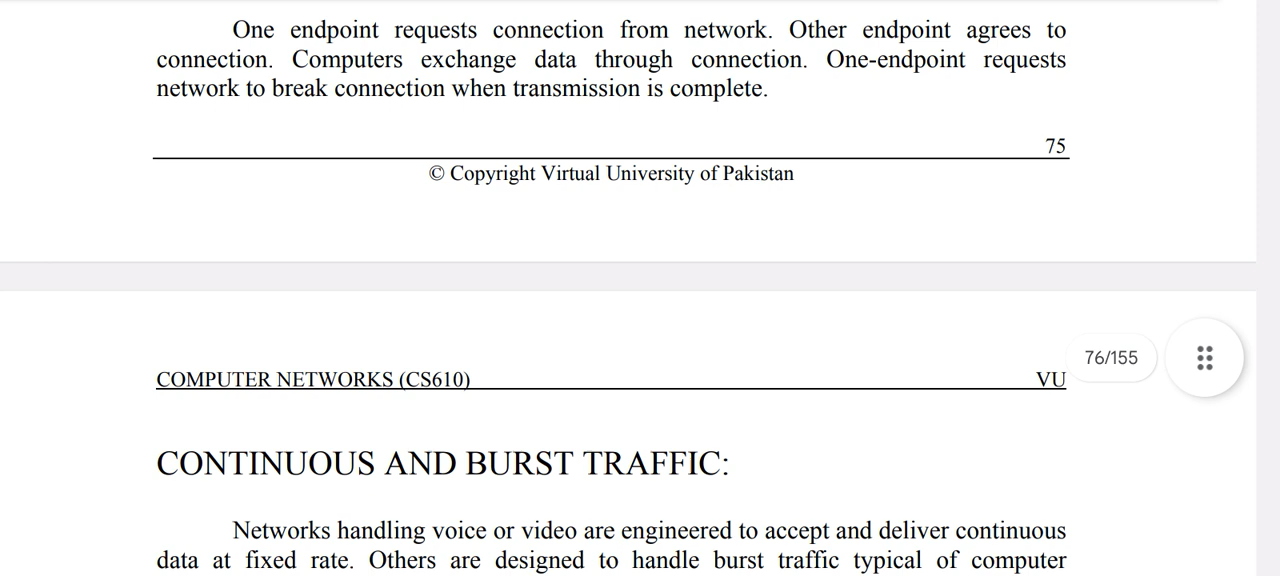 One endpoint requests connection from network. Other endpoint agrees to
connection. Computers exchange data through connection. One-endpoint requests
network to break connection when transmission is complete.
75
© Copyright Virtual University of Pakistan
76/155
COMPUTER NETWORKS (CS610) VU
CONTINUOUS AND BURST TRAFFIC:
Networks handling voice or video are engineered to accept and deliver continuous
data at fixed rate. Others are designed to handle burst traffic typical of computer